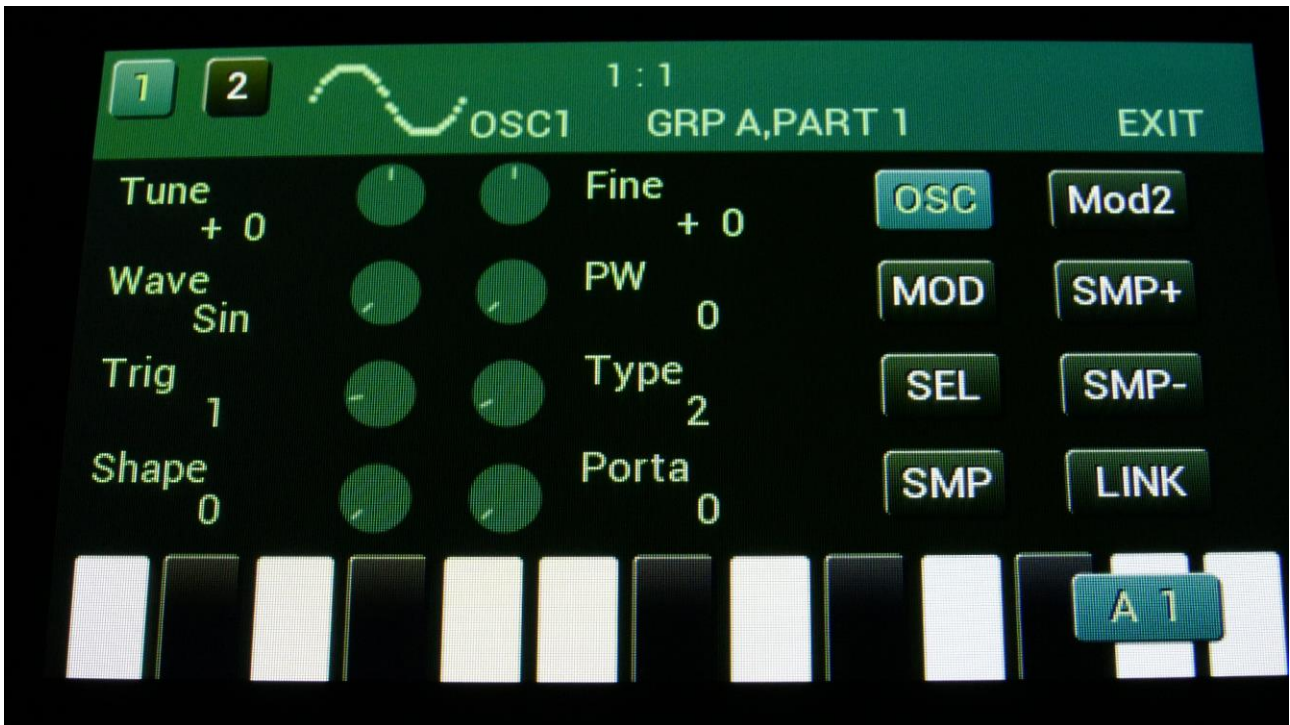 1 2 1 : 1
OSC1 GRP A,PART 1 EXIT
Tune Fine OSC Mod2
+ 0 + 0
Wave PW MOD SMP+
Sin 0
Trig Type SEL SMP-
1 2
Shape Porta SMP LINK
0 0
A 1